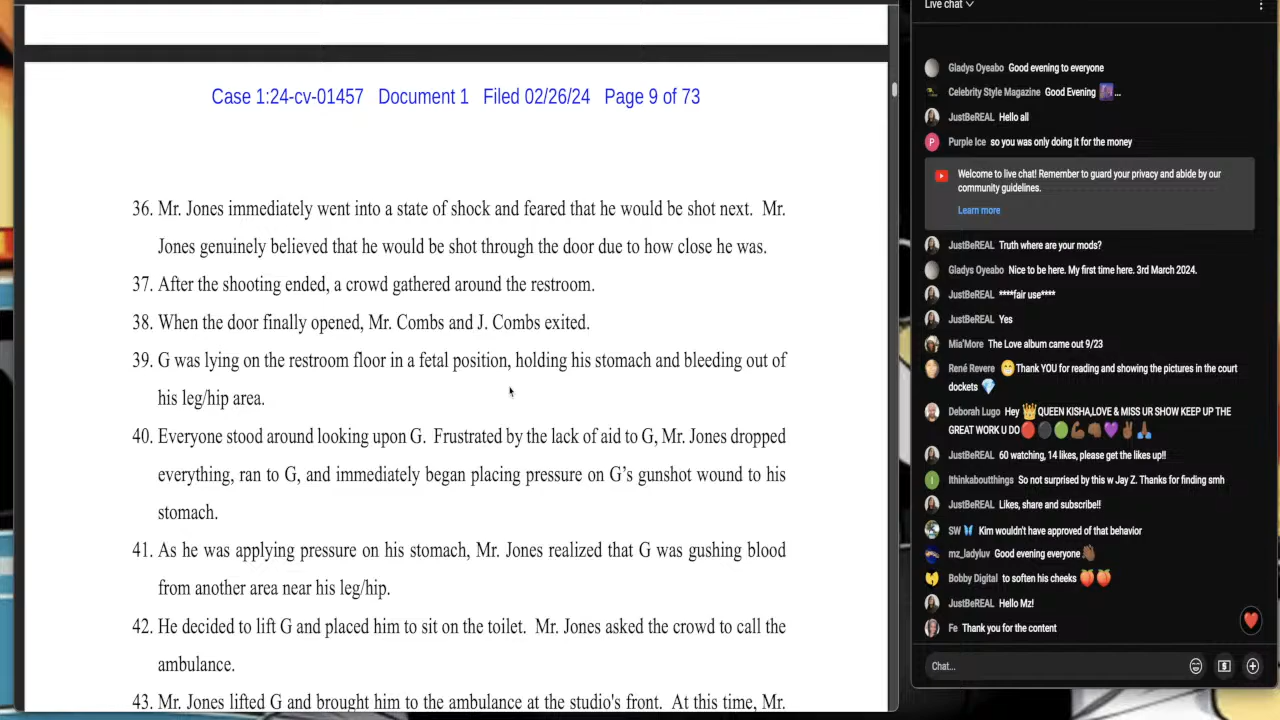 Case 1:24-cv-01457 Document 1 Filed 02/26/24 Page 9 of 73
36. Mr. Jones immediately went into a state of shock and feared that he would be shot next. Mr.
Jones genuinely believed that he would be shot through the door due to how close he was.
37. After the shooting ended, a crowd gathered around the restroom.
38. When the door finally opened, Mr. Combs and J. Combs exited.
39. G was lying on the restroom floor in a fetal position, holding his stomach and bleeding out of
his leg/hip area.
40. Everyone stood around looking upon G. Frustrated by the lack of aid to G, Mr. Jones dropped
everything, ran to G, and immediately began placing pressure on G's gunshot wound to his
stomach.
41. As he was applying pressure on his stomach, Mr. Jones realized that G was gushing blood
from another area near his leg/hip.
42. He decided to lift G and placed him to sit on the toilet. Mr. Jones asked the crowd to call the
ambulance.
43. Mr. Jones lifted G and brought him to the ambulance at the studio's front. At this time, Mr.
Live chat
Gladys Oyeabo Good evening to everyone
Celebrity Style Magazine Good Evening 🌆...
JustBeREAL Hello all
P Purple Ice so you was only doing it for the money
Welcome to live chat! Remember to guard your privacy and abide by our
community guidelines.
Learn more
JustBeREAL Truth where are your mods?
Gladys Oyeabo Nice to be here. My first time here. 3rd March 2024.
JustBeREAL ****fair use****
JustBeREAL Yes
Mia'More The Love album came out 9/23
René Revere 😁Thank YOU for reading and showing the pictures in the court
dockets 💎
Deborah Lugo Hey 👑QUEEN KISHA,LOVE & MISS UR SHOW KEEP UP THE
GREAT WORK U DO🔴⚫🟢💪🏾👊🏾💜✌🏾🙏🏾
JustBeREAL 60 watching, 14 likes, please get the likes up!!
I Ithinkaboutthings So not surprised by this w Jay Z. Thanks for finding smh
JustBeREAL Likes, share and subscribe!!
SW 🦋 Kim wouldn't have approved of that behavior
mz_ladyluv Good evening everyone👋🏾
Bobby Digital to soften his cheeks 🍑🍑
JustBeREAL Hello Mz!
Fe Thank you for the content
Chat...